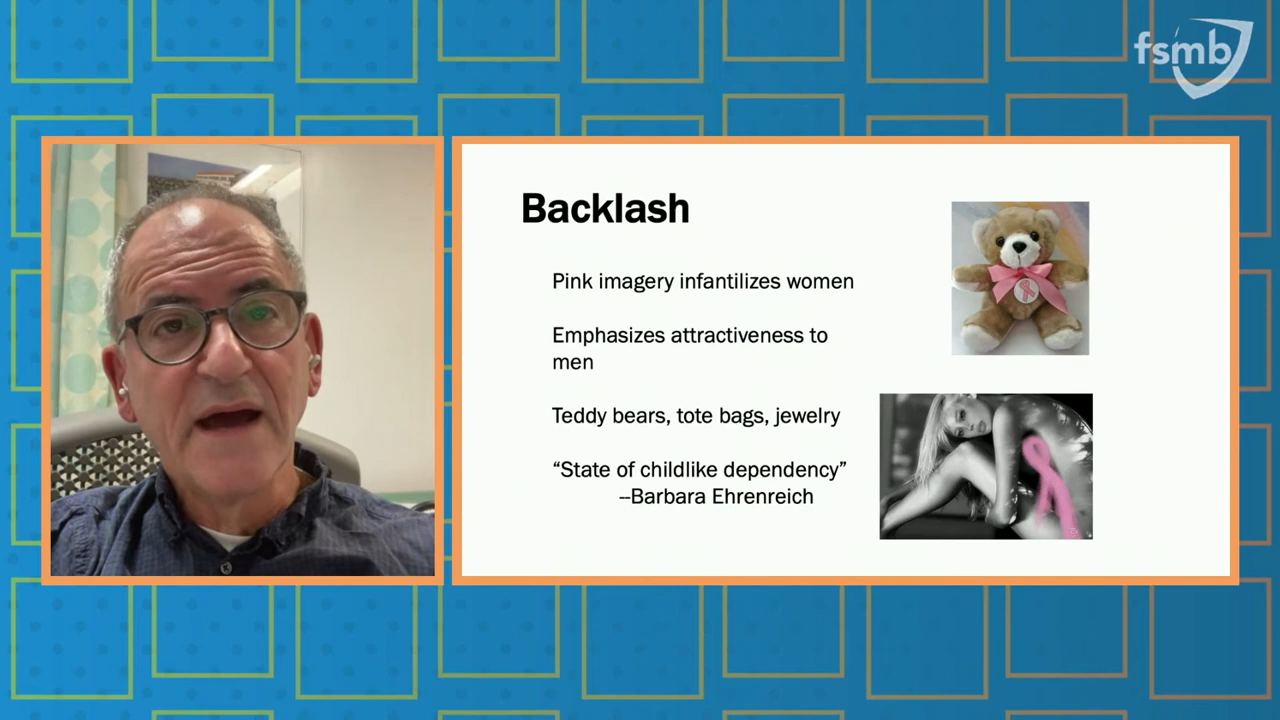 fsmb
Backlash
Pink imagery infantilizes women
Emphasizes attractiveness to
men
Teddy bears, tote bags, jewelry
“State of childlike dependency”
--Barbara Ehrenreich